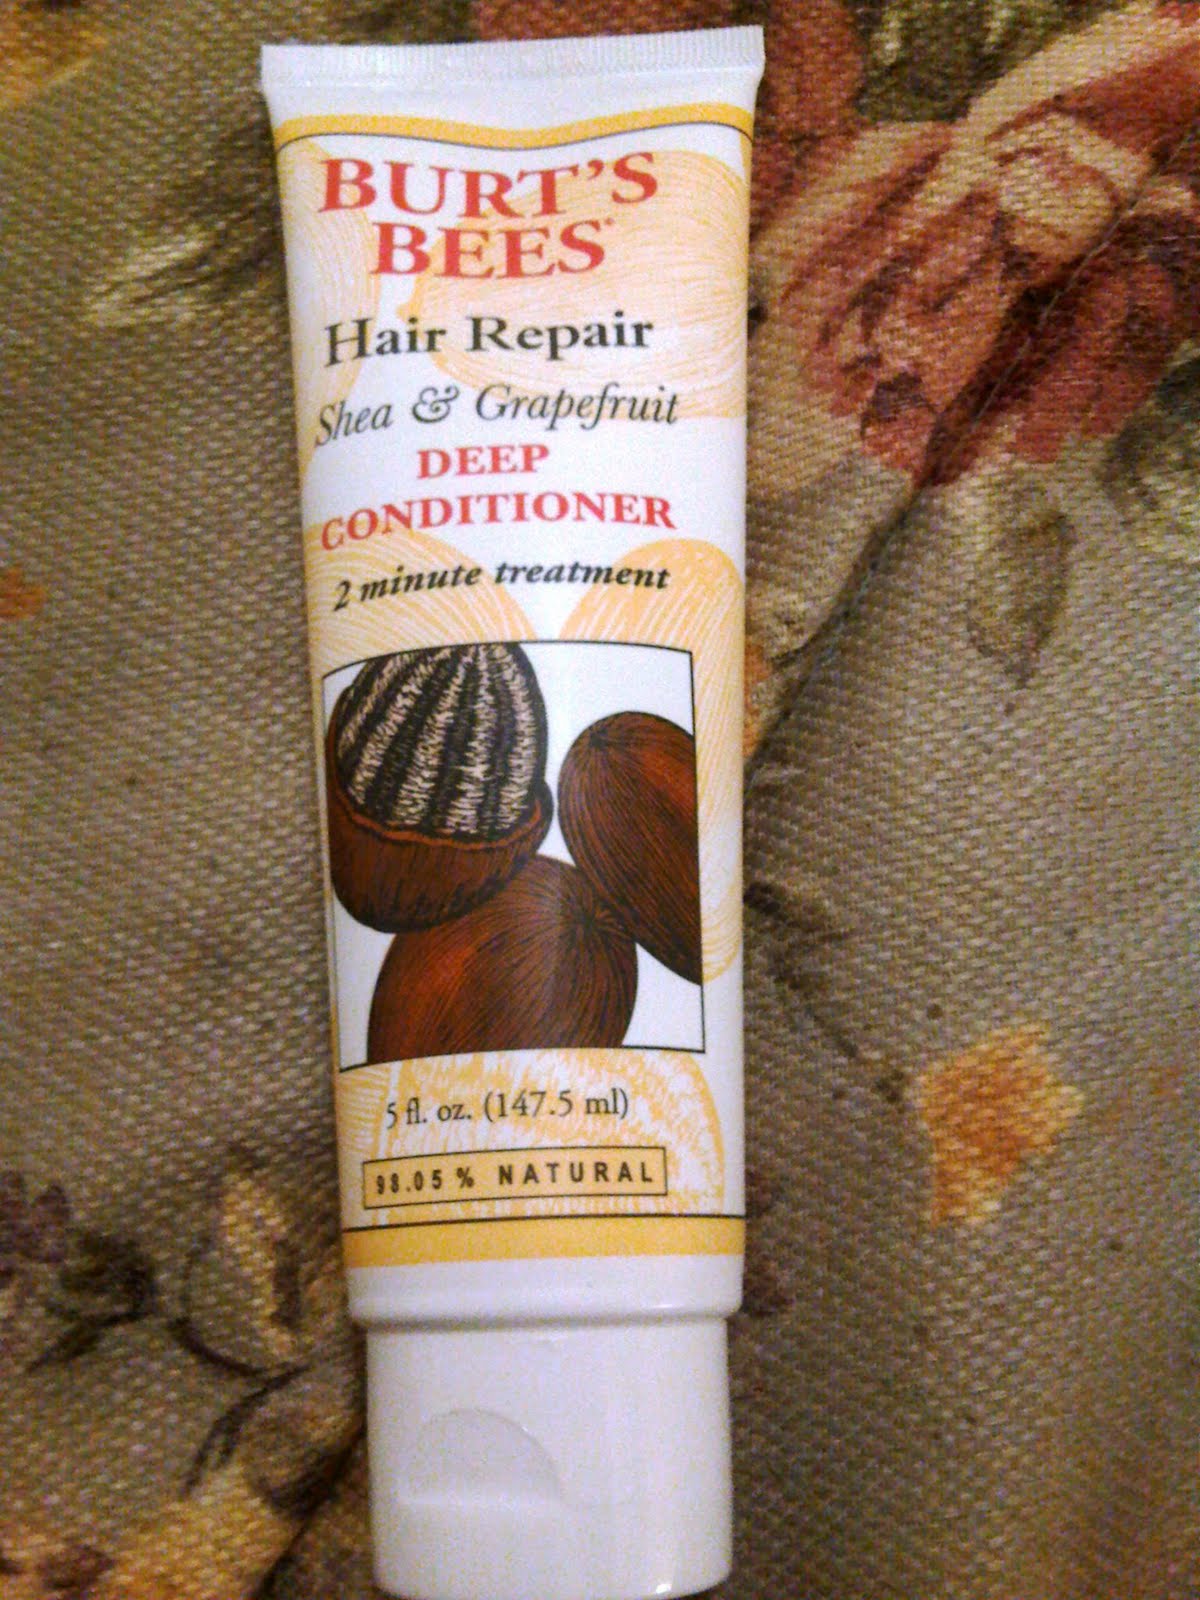 BURT'S
BEES
Hair Repair
Shea & Grapefruit
DEEP
CONDITIONER
2 minute treatment
5 fl. oz. (147.5 ml)
98.05% NATURAL